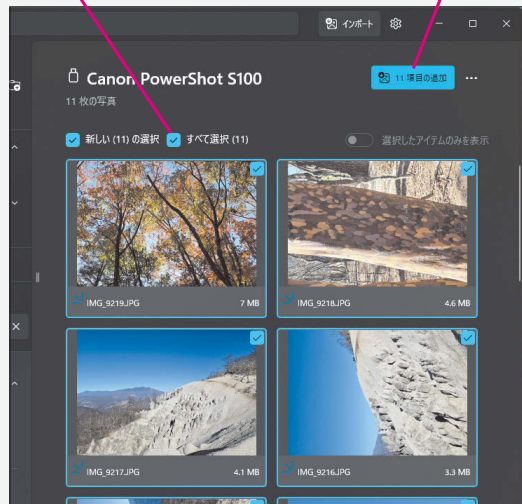 インポート
Canon PowerShot S100
11 項目の追加
11 枚の写真
新しい (11) の選択
すべて選択 (11)
選択したアイテムのみを表示
IMG_9219.JPG
7 MB
IMG_9218.JPG
4.6 MB
IMG_9217.JPG
4.1 MB
IMG_9216.JPG
3.3 MB